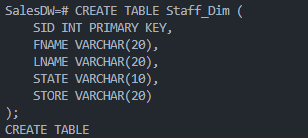 SalesDW=# CREATE TABLE Staff_Dim (
    SID INT PRIMARY KEY,
    FNAME VARCHAR(20),
    LNAME VARCHAR(20),
    STATE VARCHAR(10),
    STORE VARCHAR(20)
);
CREATE TABLE